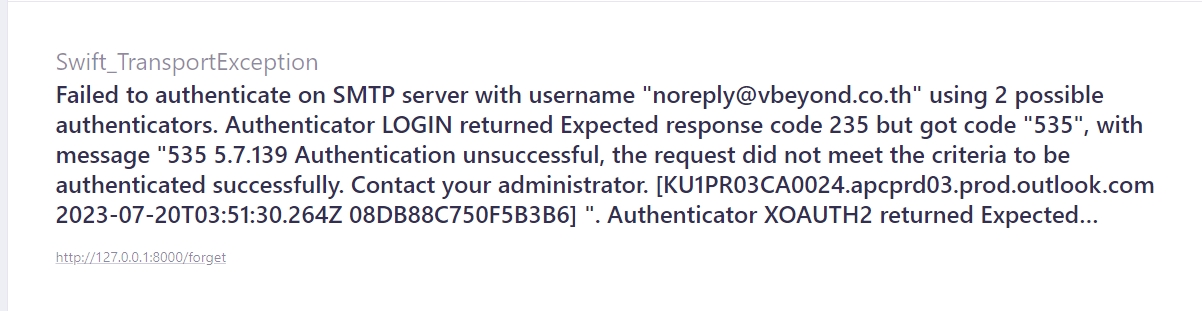 Swift_TransportException
Failed to authenticate on SMTP server with username "noreply@vbeyond.co.th" using 2 possible
authenticators. Authenticator LOGIN returned Expected response code 235 but got code "535", with
message "535 5.7.139 Authentication unsuccessful, the request did not meet the criteria to be
authenticated successfully. Contact your administrator. [KU1PR03CA0024.apcprd03.prod.outlook.com
2023-07-20T03:51:30.264Z 08DB88C750F5B3B6] ". Authenticator XOAUTH2 returned Expected...
http://127.0.0.1:8000/forget